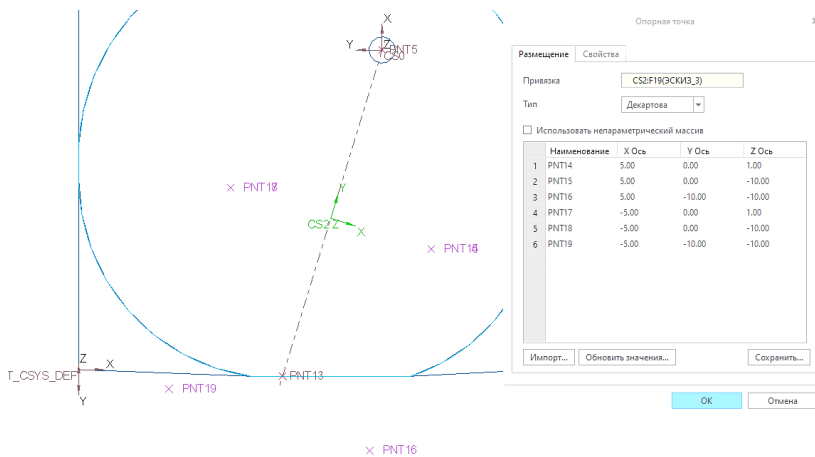 X
Y
Z
PNT5
CS0
PNT18
Y
CS2
Z
X
PNT15
Z
X
T_CSYS_DEF
Y
PNT13
PNT19
PNT16
Опорная точка
Размещение Свойства
Привязка CS2:F19(ЭСКИЗ_3)
Тип Декартова
Использовать непараметрический массив
Наименование X Ось Y Ось Z Ось
1 PNT14 5.00 0.00 1.00
2 PNT15 5.00 0.00 -10.00
3 PNT16 5.00 -10.00 -10.00
4 PNT17 -5.00 0.00 1.00
5 PNT18 -5.00 0.00 -10.00
6 PNT19 -5.00 -10.00 -10.00
Импорт... Обновить значения... Сохранить...
OK Отмена